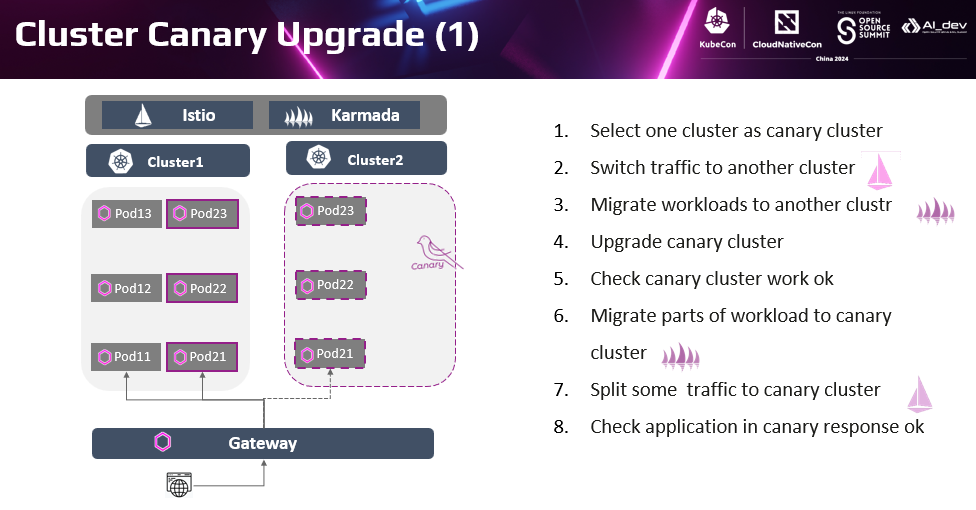 Cluster Canary Upgrade (1)
KubeCon
CloudNativeCon
THE LINUX FOUNDATION
OPEN
SOURCE
SUMMIT
AI_dev
China 2024
Istio
Karmada
Cluster1
Cluster2
Pod13
Pod23
Pod23
Pod12
Pod22
Pod22
Canary
Pod11
Pod21
Pod21
Gateway
1. Select one cluster as canary cluster
2. Switch traffic to another cluster
3. Migrate workloads to another clustr
4. Upgrade canary cluster
5. Check canary cluster work ok
6. Migrate parts of workload to canary
cluster
7. Split some traffic to canary cluster
8. Check application in canary response ok